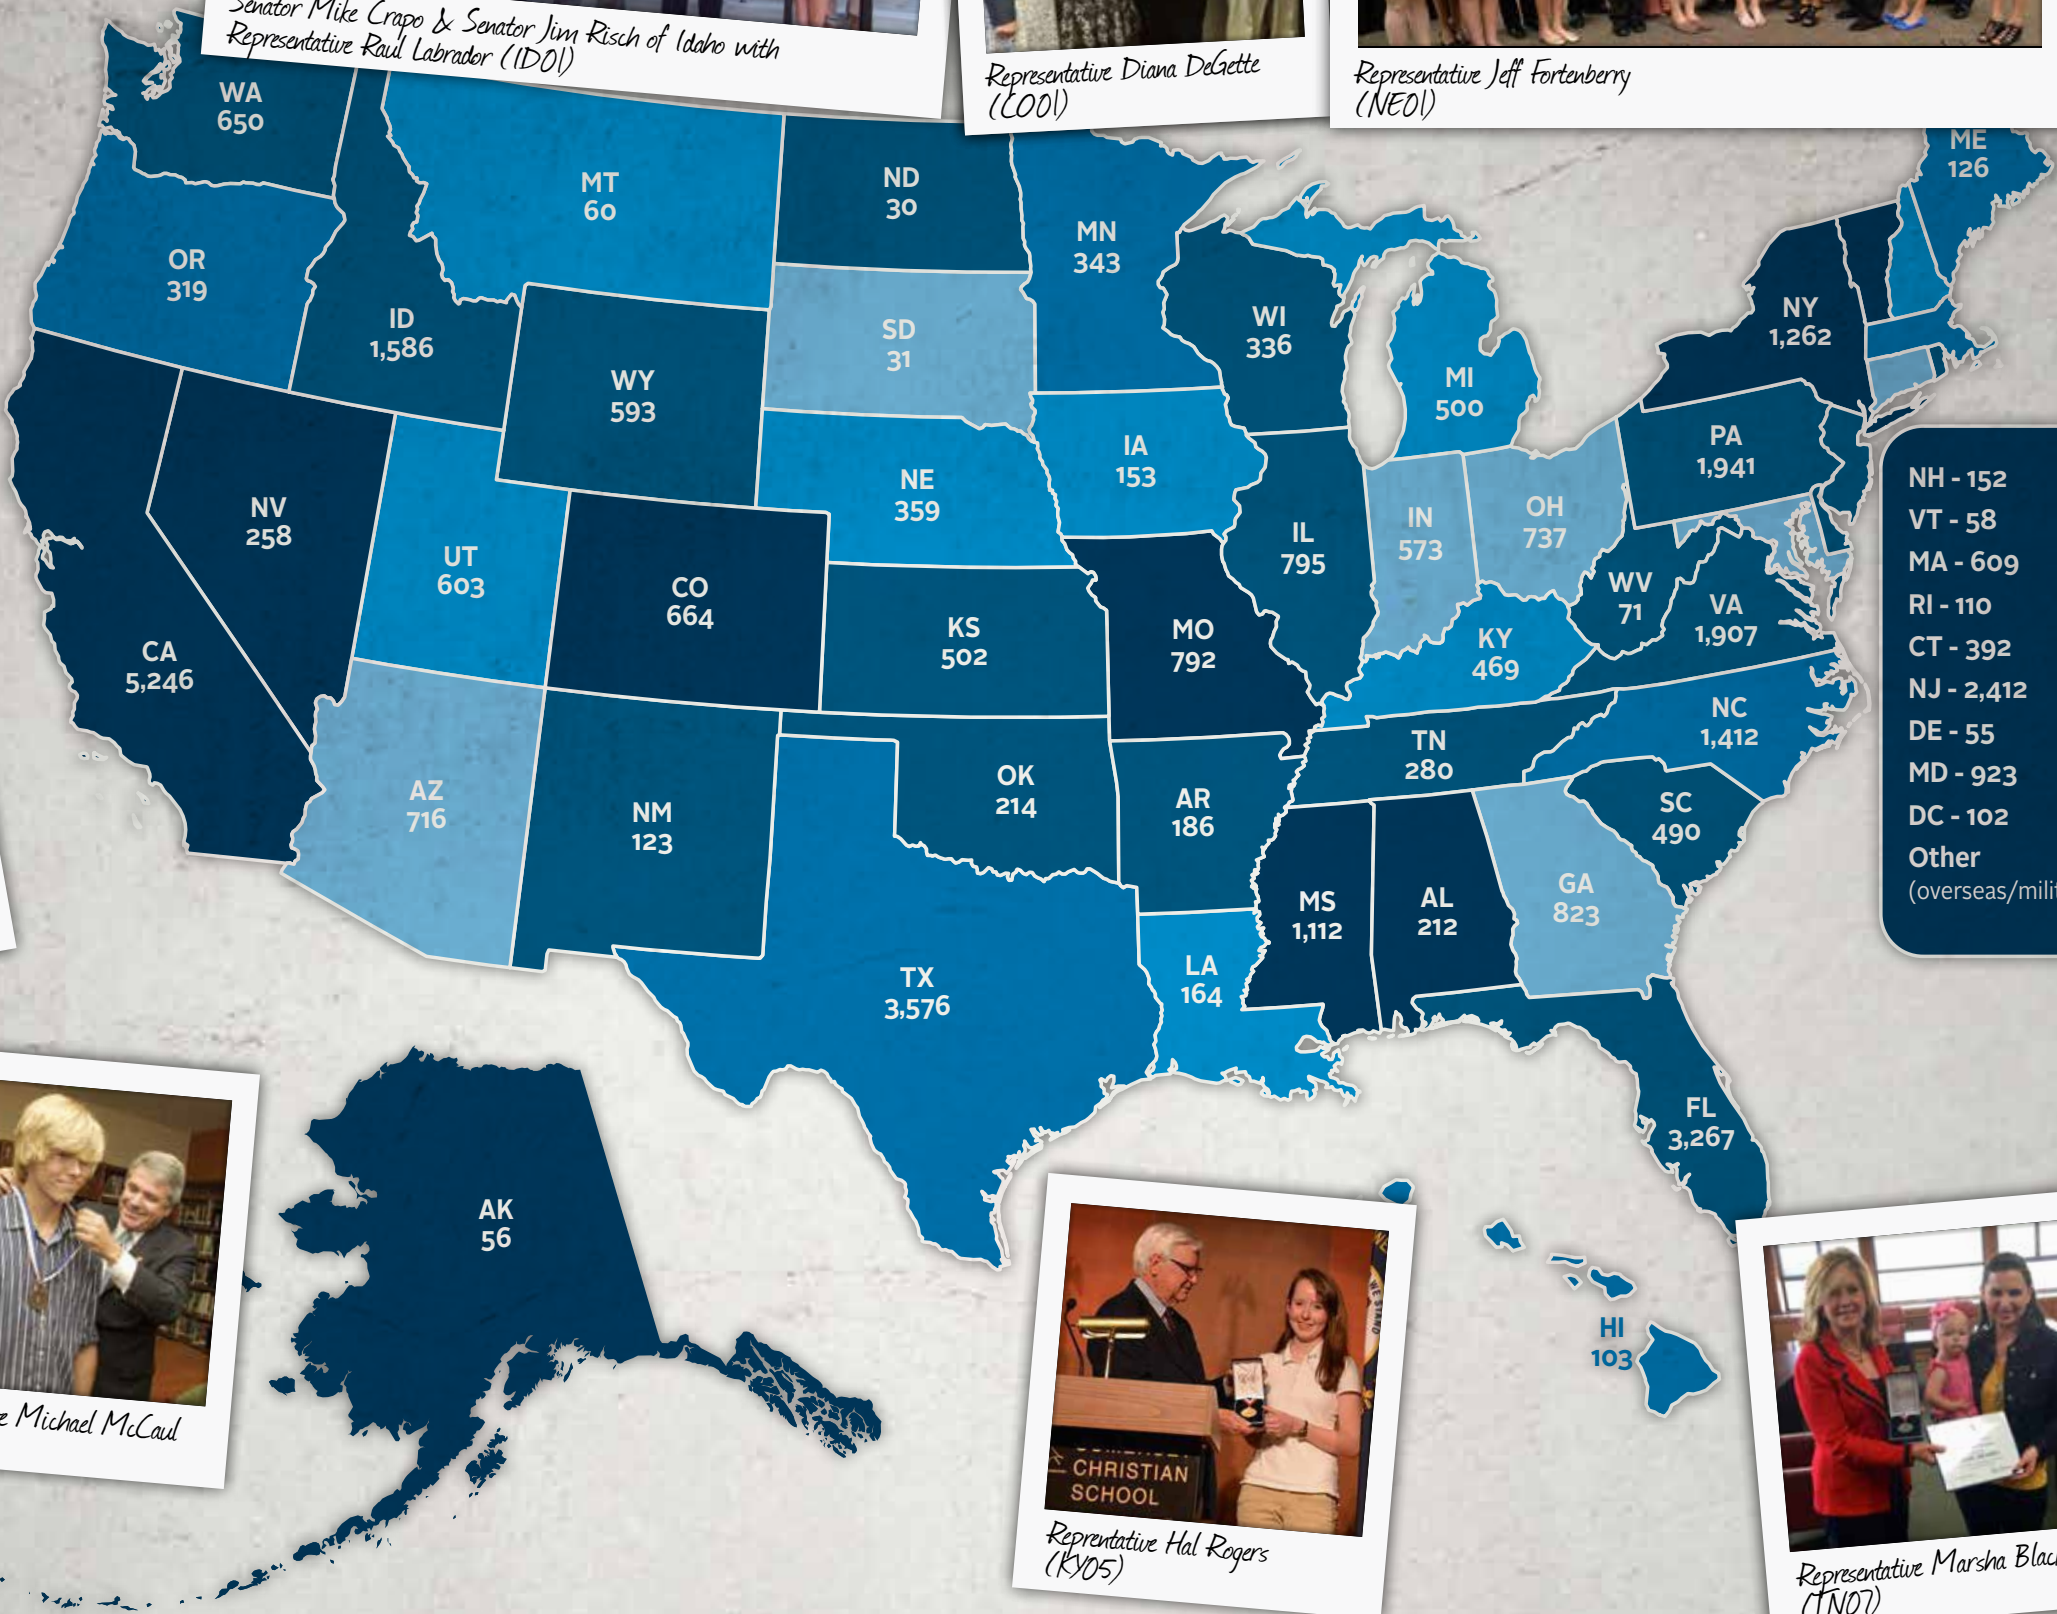 Senator Mike Crapo & Senator Jim Risch of Idaho with
Representative Raul Labrador (ID01)
Representative Diana DeGette
(CO01)
Representative Jeff Fortenberry
(NE01)
WA
650
MT
60
ND
30
MN
343
ME
126
OR
319
ID
1,586
WY
593
SD
31
WI
336
MI
500
NY
1,262
NV
258
UT
603
CO
664
NE
359
IA
153
IL
795
IN
573
OH
737
PA
1,941
CA
5,246
KS
502
MO
792
KY
469
WV
71
VA
1,907
AZ
716
NM
123
OK
214
AR
186
TN
280
NC
1,412
SC
490
TX
3,576
LA
164
MS
1,112
AL
212
GA
823
FL
3,267
AK
56
HI
103
NH - 152
VT - 58
MA - 609
RI - 110
CT - 392
NJ - 2,412
DE - 55
MD - 923
DC - 102
Other
(overseas/milit
e Michael McCaul
CHRISTIAN
SCHOOL
Reprentative Hal Rogers
(KY05)
Representative Marsha Blac
(TN07)